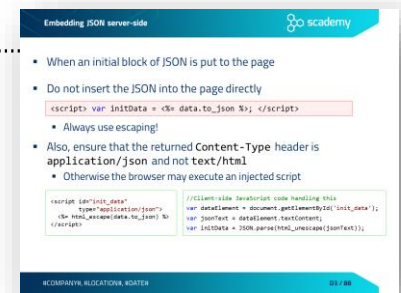 Embedding JSON server-side
scademy
▪ When an initial block of JSON is put to the page
▪ Do not insert the JSON into the page directly
<script> var initData = <%= data.to_json %>; </script>
▪ Always use escaping!
▪ Also, ensure that the returned Content-Type header is
application/json and not text/html
▪ Otherwise the browser may execute an injected script
<script id="init_data"
type="application/json">
<%= html_escape(data.to_json) %>
</script>
//Client-side JavaScript code handling this
var dataElement = document.getElementById('init_data');
var jsonText = dataElement.textContent;
var initData = JSON.parse(html_unescape(jsonText));
#COMPANY#, #LOCATION#, #DATE#
D3 / 88